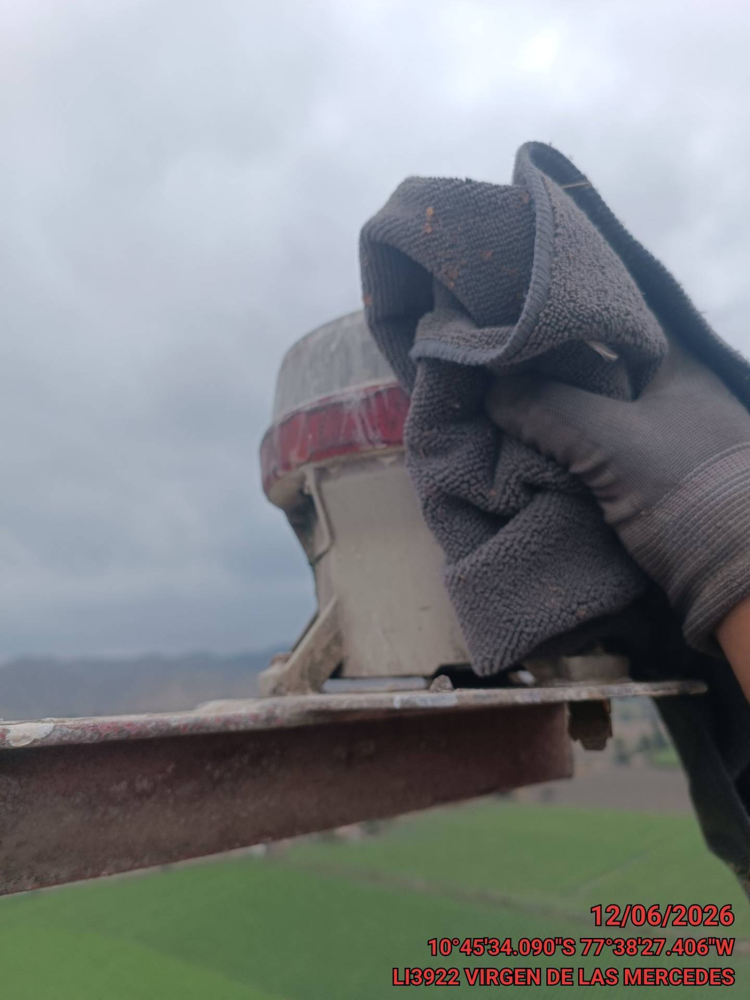 12/06/2026
10°45'34.090"S 77°38'27.406"W
LI3922 VIRGEN DE LAS MERCEDES